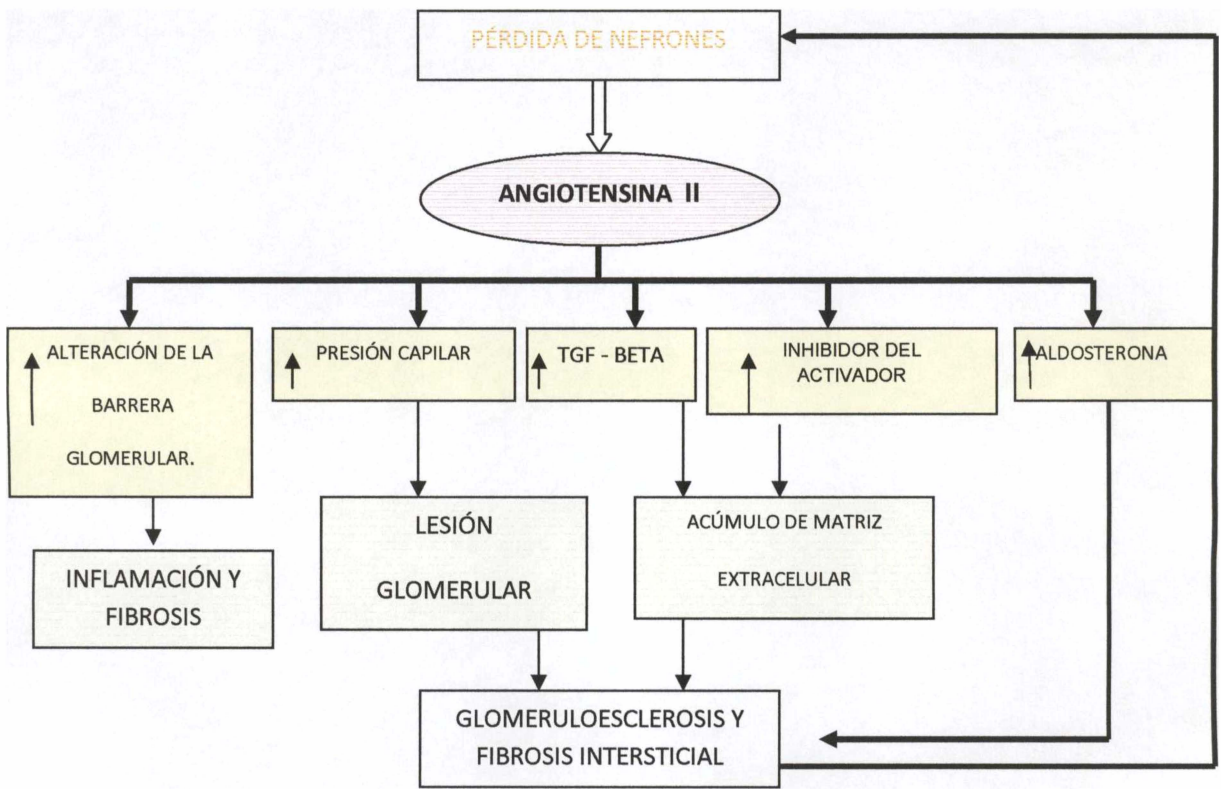 PÉRDIDA DE NEFRONES
ANGIOTENSINA II
ALTERACIÓN DE LA
BARRERA
GLOMERULAR.
PRESIÓN CAPILAR
TGF - BETA
INHIBIDOR DEL
ACTIVADOR
ALDOSTERONA
INFLAMACIÓN Y
FIBROSIS
LESIÓN
GLOMERULAR
ACÚMULO DE MATRIZ
EXTRACELULAR
GLOMERULOESCLEROSIS Y
FIBROSIS INTERSTICIAL